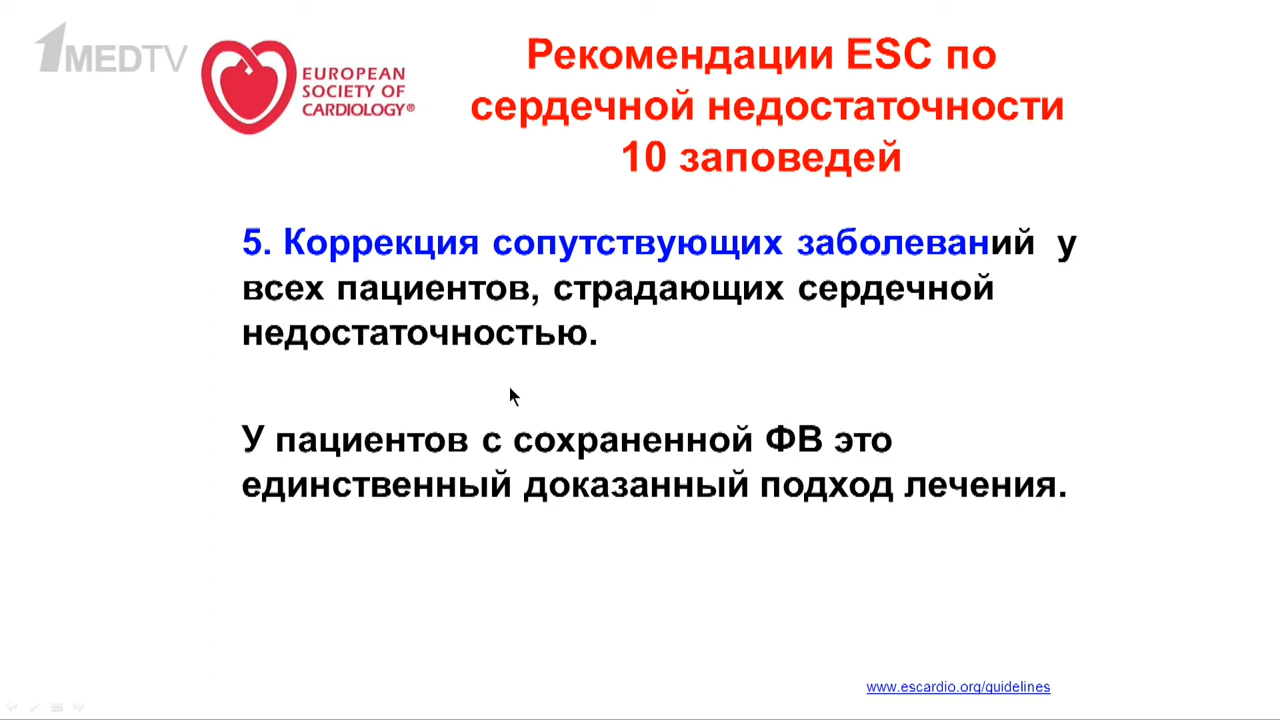 1MEDTV
EUROPEAN
SOCIETY OF
CARDIOLOGY®
Рекомендации ESC по
сердечной недостаточности
10 заповедей
5. Коррекция сопутствующих заболеваний у
всех пациентов, страдающих сердечной
недостаточностью.
У пациентов с сохраненной ФВ это
единственный доказанный подход лечения.
www.escardio.org/guidelines